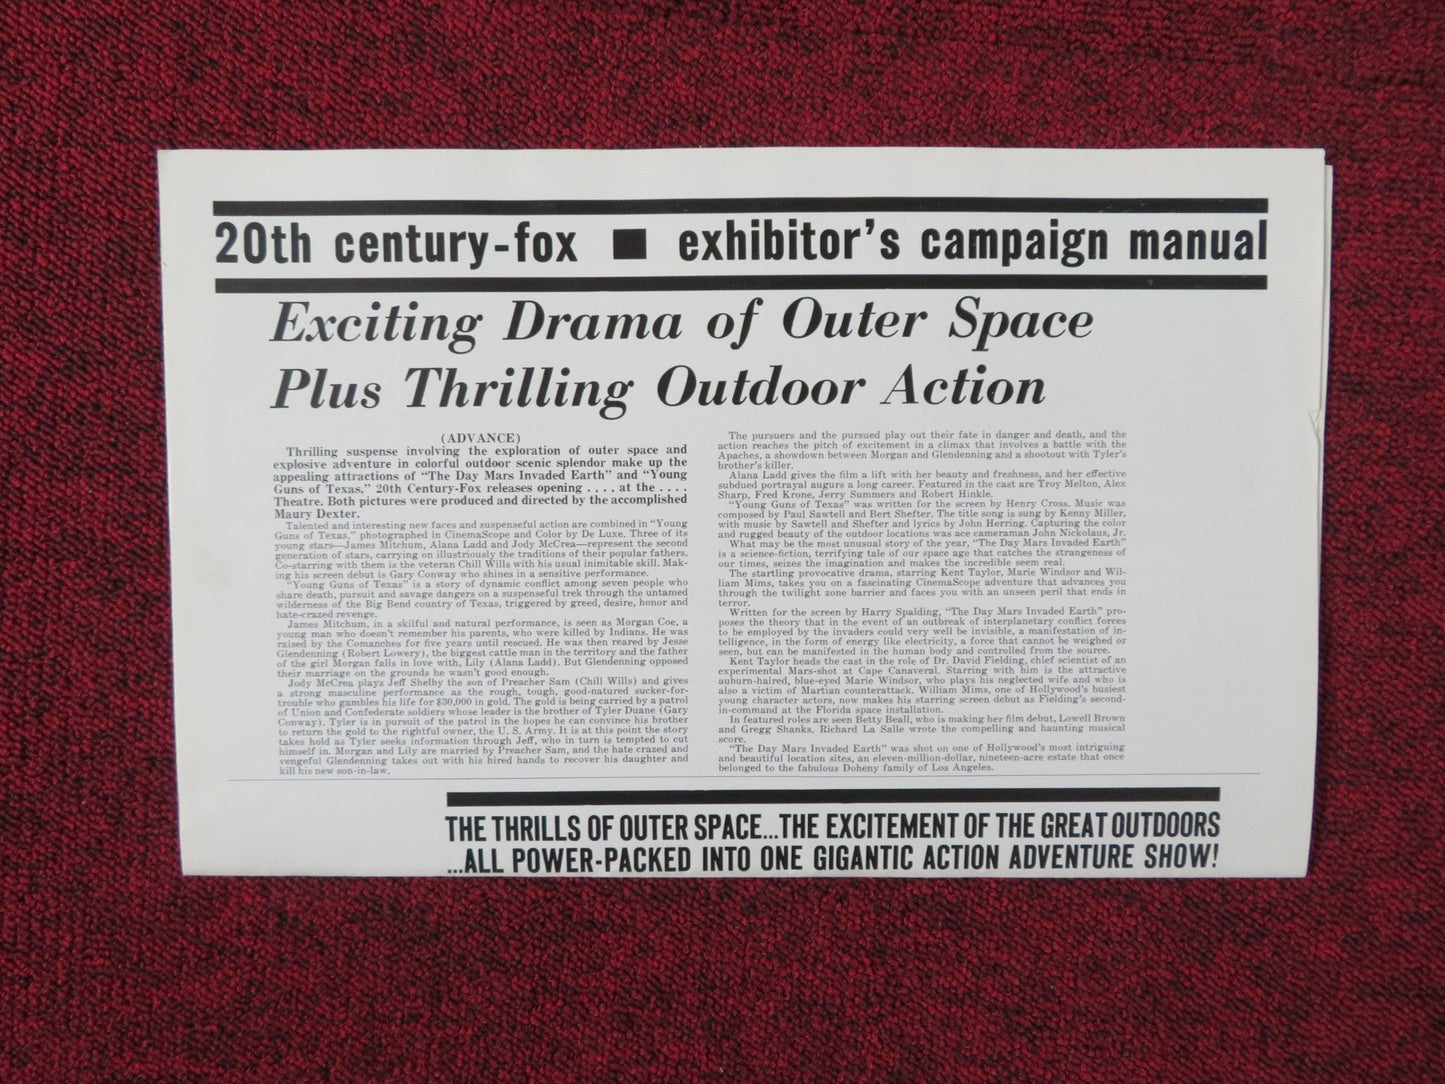 20th century-fox ■ exhibitor's campaign manual
Exciting Drama of Outer Space
Plus Thrilling Outdoor Action
(ADVANCE)
Thrilling suspense involving the exploration of outer space and
explosive adventure in colorful outdoor scenic splendor make up the
appealing attractions of "The Day Mars Invaded Earth" and "Young
Guns of Texas," 20th Century-Fox releases opening . . . . at the . . . .
Theatre. Both pictures were produced and directed by the accomplished
Maury Dexter.
Talented and interesting new faces and suspenseful action are combined in "Young
Guns of Texas," photographed in CinemaScope and Color by De Luxe. Three of its
young stars—James Mitchum, Alana Ladd and Jody McCrea—represent the second
generation of stars, carrying on illustriously the traditions of their popular fathers.
Co-starring with them is the veteran Chill Wills with his usual inimitable skill. Mak-
ing his screen debut is Gary Conway who shines in a sensitive performance.
"Young Guns of Texas" is a story of dynamic conflict among seven people who
share death, pursuit and savage dangers on a suspenseful trek through the untamed
wilderness of the Big Bend country of Texas, triggered by greed, desire, honor and
hate-crazed revenge.
James Mitchum, in a skilful and natural performance, is seen as Morgan Coe, a
young man who doesn't remember his parents, who were killed by Indians. He was
raised by the Comanches for five years until rescued. He was then reared by Jesse
Glendenning (Robert Lowery), the biggest cattle man in the territory and the father
of the girl Morgan falls in love with, Lily (Alana Ladd). But Glendenning opposed
their marriage on the grounds he wasn't good enough.
Jody McCrea plays Jeff Shelby the son of Preacher Sam (Chill Wills) and gives
a strong masculine performance as the rough, tough, good-natured sucker-for-
trouble who gambles his life for $30,000 in gold. The gold is being carried by a patrol
of Union and Confederate soldiers whose leader is the brother of Tyler Duane (Gary
Conway). Tyler is in pursuit of the patrol in the hopes he can convince his brother
to return the gold to the rightful owner, the U. S. Army. It is at this point the story
takes hold as Tyler seeks information through Jeff, who in turn is tempted to cut
himself in. Morgan and Lily are married by Preacher Sam, and the hate crazed and
vengeful Glendenning takes out with his hired hands to recover his daughter and
kill his new son-in-law.
The pursuers and the pursued play out their fate in danger and death, and the
action reaches the pitch of excitement in a climax that involves a battle with the
Apaches, a showdown between Morgan and Glendenning and a shootout with Tyler's
brother's killer.
Alana Ladd gives the film a lift with her beauty and freshness, and her effective
subdued portrayal augurs a long career. Featured in the cast are Troy Melton, Alex
Sharp, Fred Krone, Jerry Summers and Robert Hinkle.
"Young Guns of Texas" was written for the screen by Henry Cross. Music was
composed by Paul Sawtell and Bert Shefter. The title song is sung by Kenny Miller,
with music by Sawtell and Shefter and lyrics by John Herring. Capturing the color
and rugged beauty of the outdoor locations was ace cameraman John Nickolaus, Jr.
What may be the most unusual story of the year, "The Day Mars Invaded Earth"
is a science-fiction, terrifying tale of our space age that catches the strangeness of
our times, seizes the imagination and makes the incredible seem real.
The startling provocative drama, starring Kent Taylor, Marie Windsor and Wil-
liam Mims, takes you on a fascinating CinemaScope adventure that advances you
through the twilight zone barrier and faces you with an unseen peril that ends in
terror.
Written for the screen by Harry Spalding, "The Day Mars Invaded Earth" pro-
poses the theory that in the event of an outbreak of interplanetary conflict forces
to be employed by the invaders could very well be invisible, a manifestation of in-
telligence, in the form of energy like electricity, a force that cannot be weighed or
seen, but can be manifested in the human body and controlled from the source.
Kent Taylor heads the cast in the role of Dr. David Fielding, chief scientist of an
experimental Mars-shot at Cape Canaveral. Starring with him is the attractive
auburn-haired, blue-eyed Marie Windsor, who plays his neglected wife and who is
also a victim of Martian counterattack. William Mims, one of Hollywood's busiest
young character actors, now makes his starring screen debut as Fielding's second-
in-command at the Florida space installation.
In featured roles are seen Betty Beall, who is making her film debut, Lowell Brown
and Gregg Shanks. Richard La Salle wrote the compelling and haunting musical
score.
"The Day Mars Invaded Earth" was shot on one of Hollywood's most intriguing
and beautiful location sites, an eleven-million-dollar, nineteen-acre estate that once
belonged to the fabulous Doheny family of Los Angeles.
THE THRILLS OF OUTER SPACE...THE EXCITEMENT OF THE GREAT OUTDOORS
...ALL POWER-PACKED INTO ONE GIGANTIC ACTION ADVENTURE SHOW!